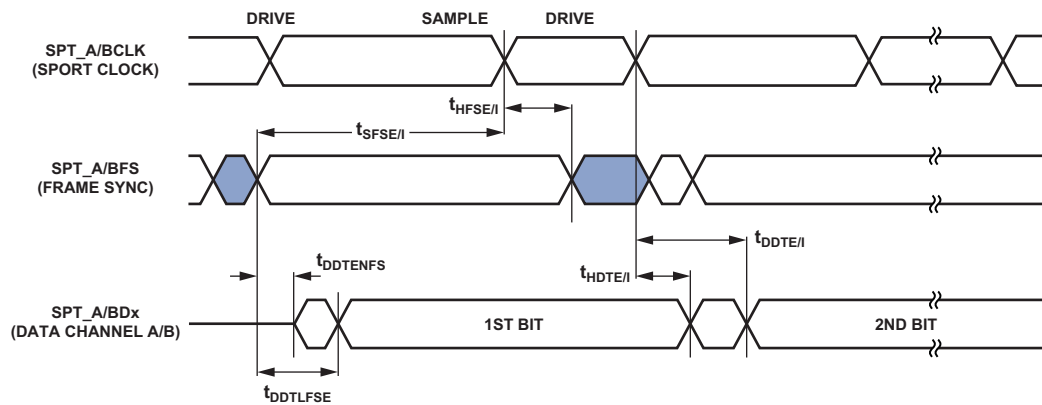 DRIVE SAMPLE DRIVE
SPT_A/BCLK
(SPORT CLOCK)
tHFSE/I
tSFSE/I
SPT_A/BFS
(FRAME SYNC)
tDDTE/I
tDDTENFS
tHDTE/I
SPT_A/BDx
(DATA CHANNEL A/B)
1ST BIT 2ND BIT
tDDTLFSE